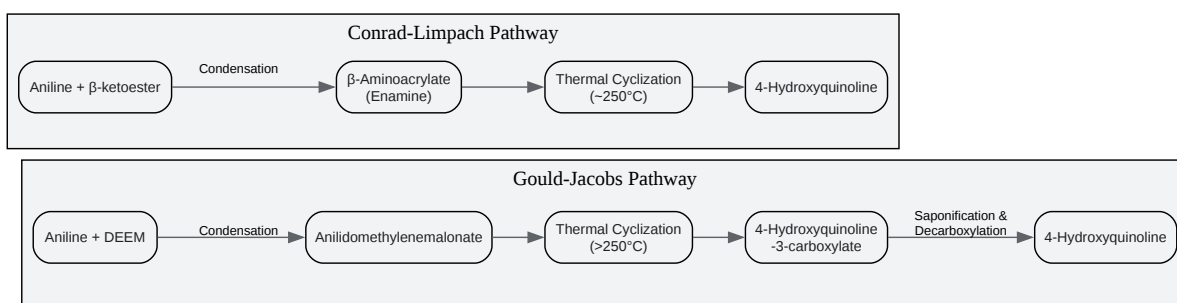 Conrad-Limpach Pathway
Aniline + β-ketoester
Condensation
β-Aminoacrylate
(Enamine)
Thermal Cyclization
(~250°C)
4-Hydroxyquinoline
Gould-Jacobs Pathway
Aniline + DEEM
Condensation
Anilidomethylenemalonate
Thermal Cyclization
(>250°C)
4-Hydroxyquinoline
-3-carboxylate
Saponification &
Decarboxylation
4-Hydroxyquinoline